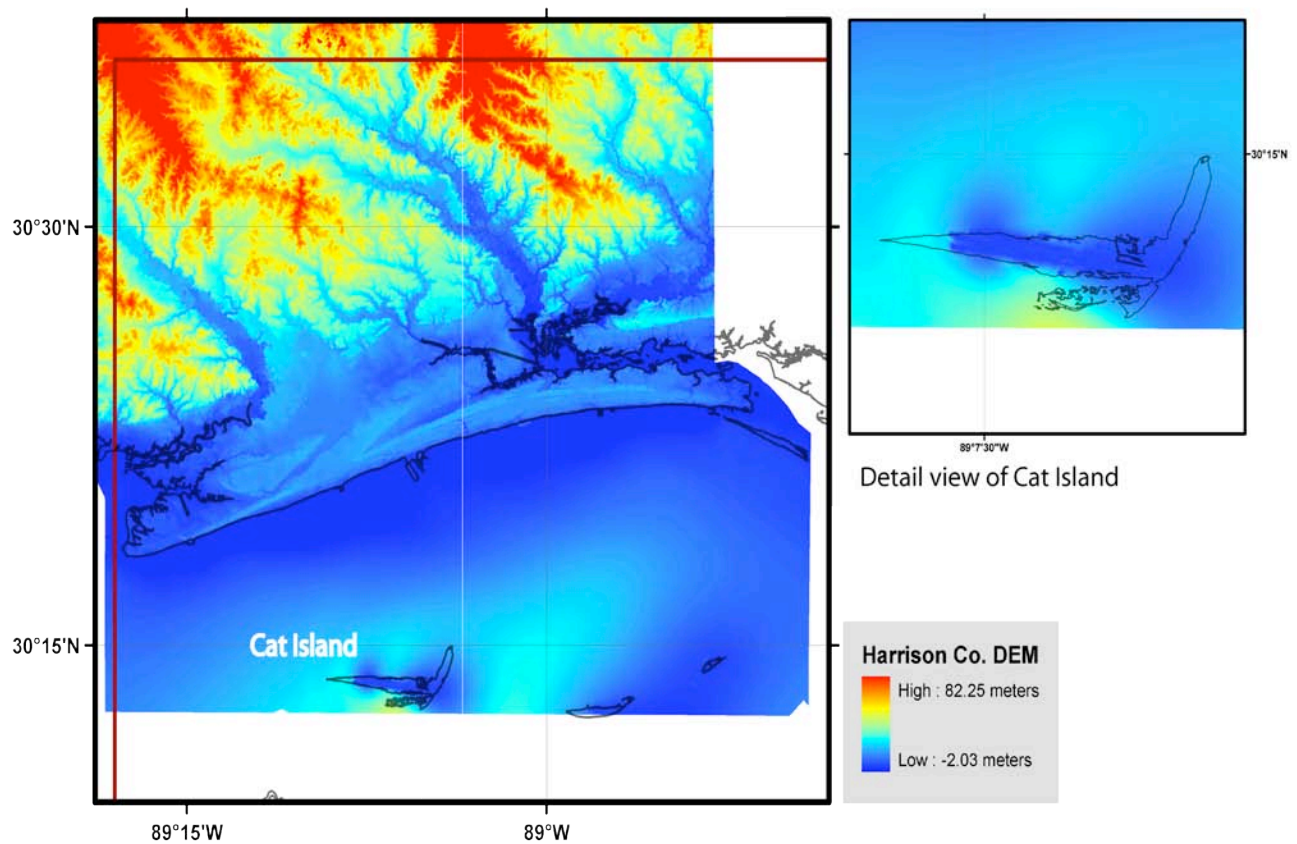 30°30'N
30°15'N
89°15'W
89°W
Cat Island
30°15'N
89°7'30"W
Detail view of Cat Island
Harrison Co. DEM
High : 82.25 meters
Low : -2.03 meters